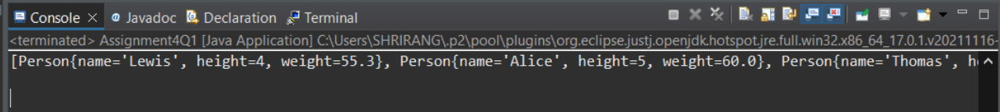 Console Javadoc Declaration Terminal
<terminated> Assignment4Q1 [Java Application] C:\Users\SHRIRANG\.p2\pool\plugins\org.eclipse.justj.openjdk.hotspot.jre.full.win32.x86_64_17.0.1.v20211116-
[Person{name='Lewis', height=4, weight=55.3}, Person{name='Alice', height=5, weight=60.0}, Person{name='Thomas', h